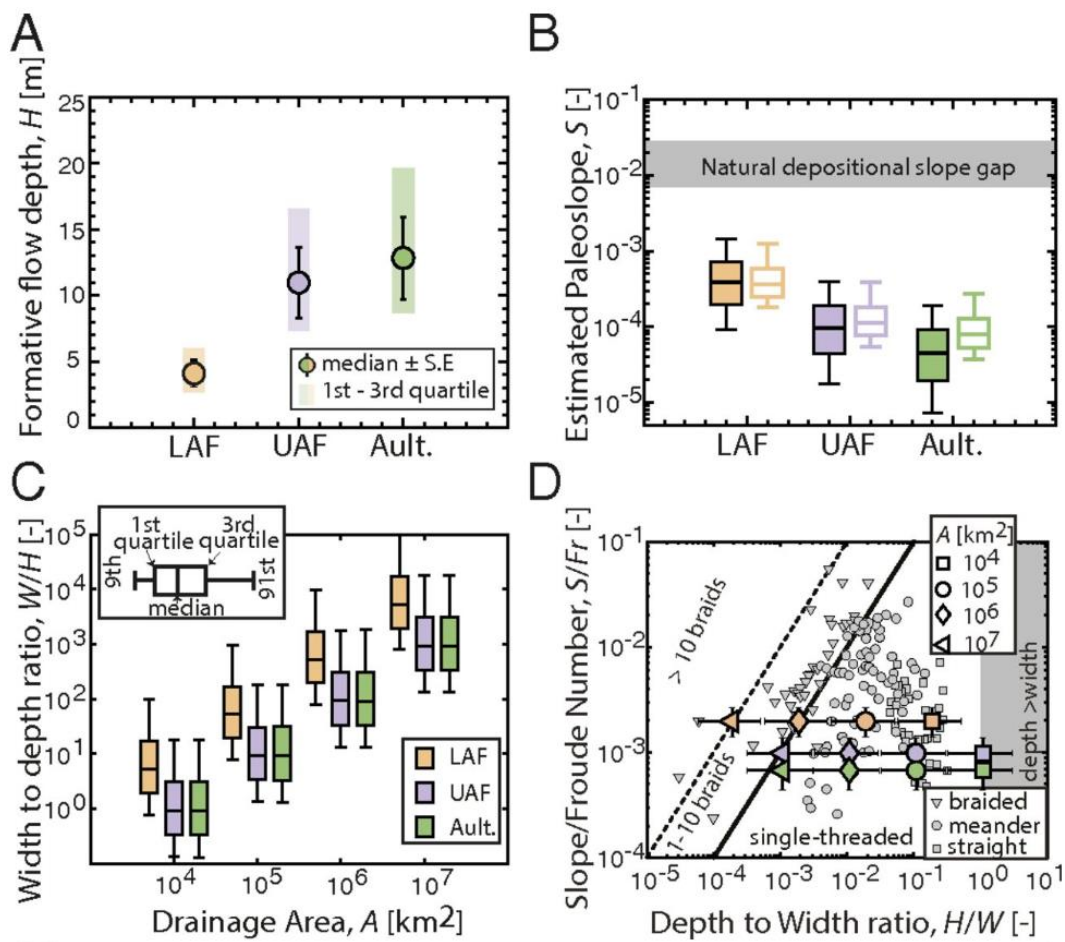 A
Formative flow depth, H [m]
25
20
15
10
5
0
median ± S.E
1st - 3rd quartile
LAF
UAF
Ault.
B
Estimated Paleoslope, S [-]
10-1
10-2
10-3
10-4
10-5
Natural depositional slope gap
LAF
UAF
Ault.
C
Width to depth ratio, W/H [-]
105
104
103
102
101
100
1st
quartile
3rd
quartile
9th
91st
median
LAF
UAF
Ault.
104
105
106
107
Drainage Area, A [km2]
D
Slope/Froude Number, S/Fr [-]
10-1
10-2
10-3
10-4
> 10 braids
1-10 braids
single-threaded
A [km2]
104
105
106
107
depth >width
braided
meander
straight
10-5
10-4
10-3
10-2
10-1
100
101
Depth to Width ratio, H/W [-]